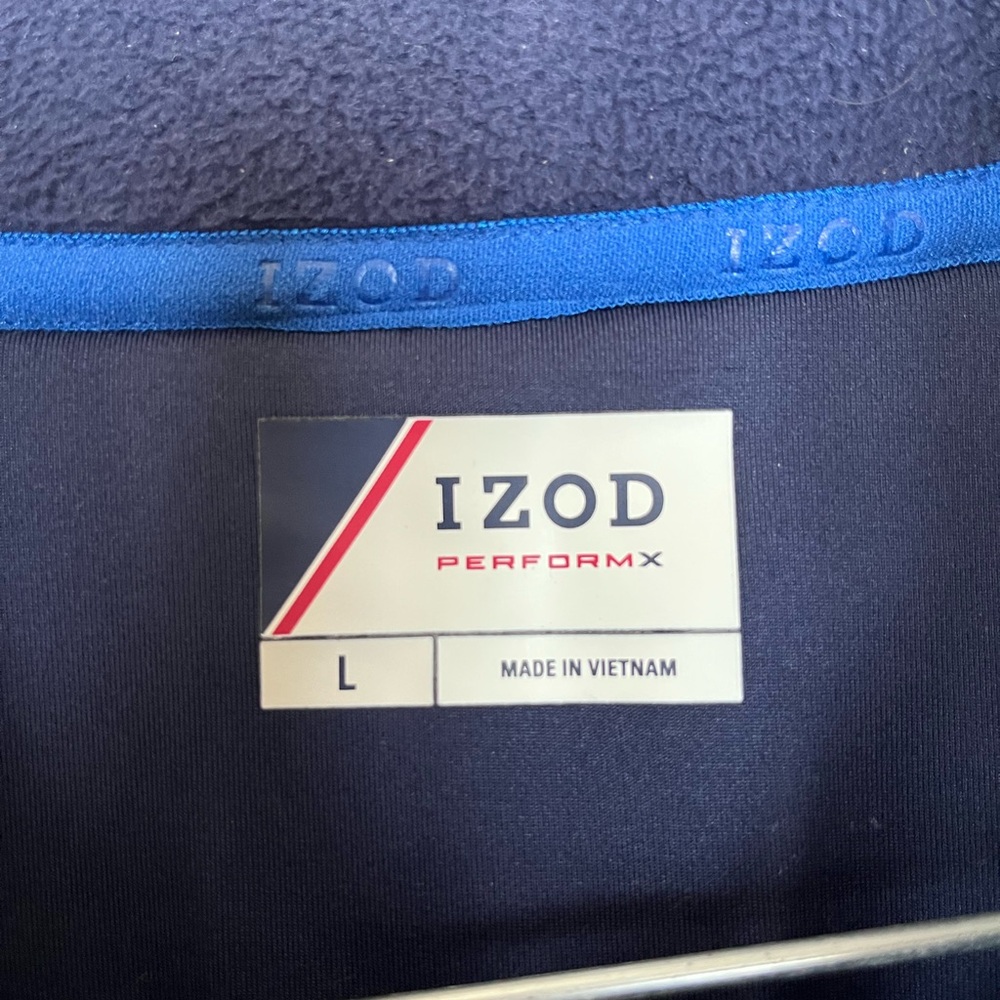 IZOD IZOD
IZOD
PERFORMX
L
MADE IN VIETNAM